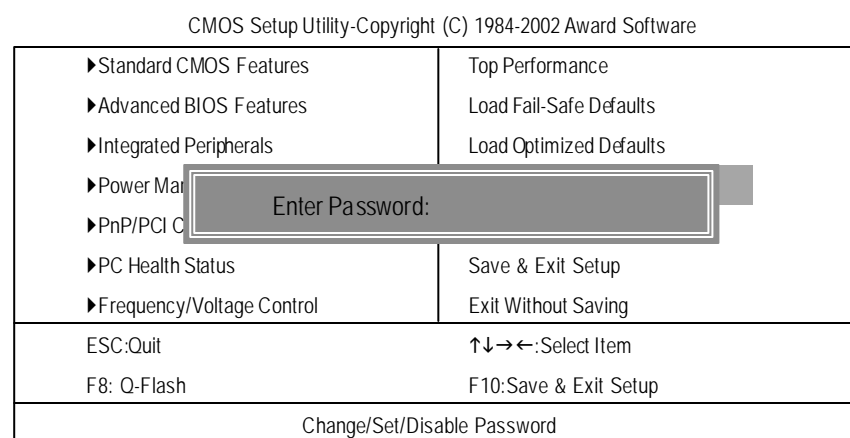 CMOS Setup Utility-Copyright (C) 1984-2002 Award Software
▶Standard CMOS Features Top Performance
▶Advanced BIOS Features Load Fail-Safe Defaults
▶Integrated Peripherals Load Optimized Defaults
▶Power Mar
Enter Password:
▶PnP/PCI C
▶PC Health Status Save & Exit Setup
▶Frequency/Voltage Control Exit Without Saving
ESC:Quit ↑↓→←:Select Item
F8: Q-Flash F10:Save & Exit Setup
Change/Set/Disable Password